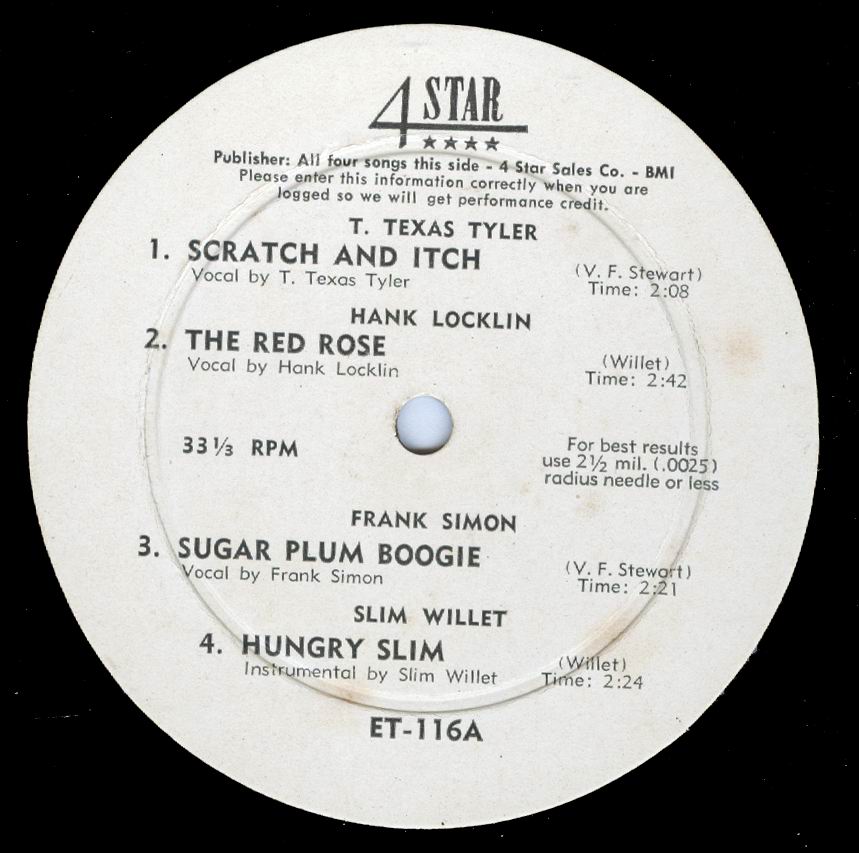 4 STAR
★★★★
Publisher: All four songs this side - 4 Star Sales Co. - BMI
Please enter this information correctly when you are
logged so we will get performance credit.
T. TEXAS TYLER
1. SCRATCH AND ITCH
Vocal by T. Texas Tyler
(V. F. Stewart)
Time: 2:08
HANK LOCKLIN
2. THE RED ROSE
Vocal by Hank Locklin
(Willet)
Time: 2:42
33⅓ RPM
For best results
use 2½ mil. (.0025)
radius needle or less
FRANK SIMON
3. SUGAR PLUM BOOGIE
Vocal by Frank Simon
(V. F. Stewart)
Time: 2:21
SLIM WILLET
4. HUNGRY SLIM
Instrumental by Slim Willet
(Willet)
Time: 2:24
ET-116A